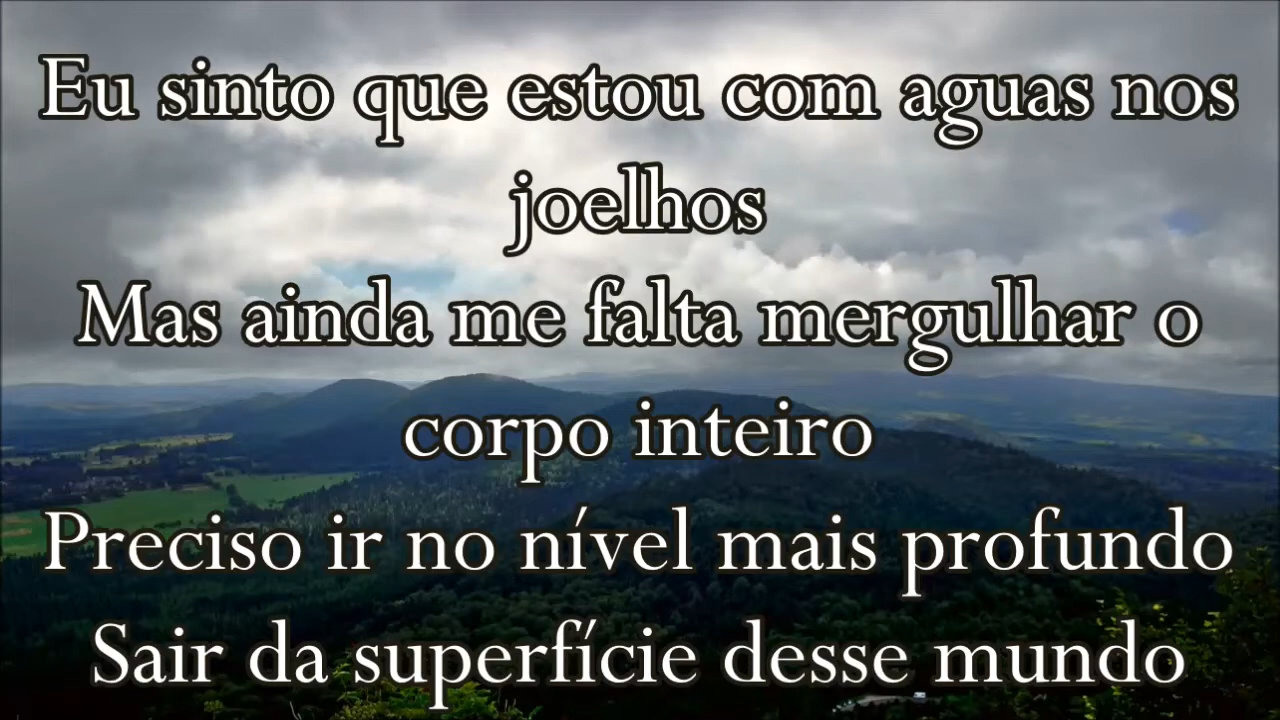 Eu sinto que estou com aguas nos
joelhos
Mas ainda me falta mergulhar o
corpo inteiro
Preciso ir no nível mais profundo
Sair da superfície desse mundo